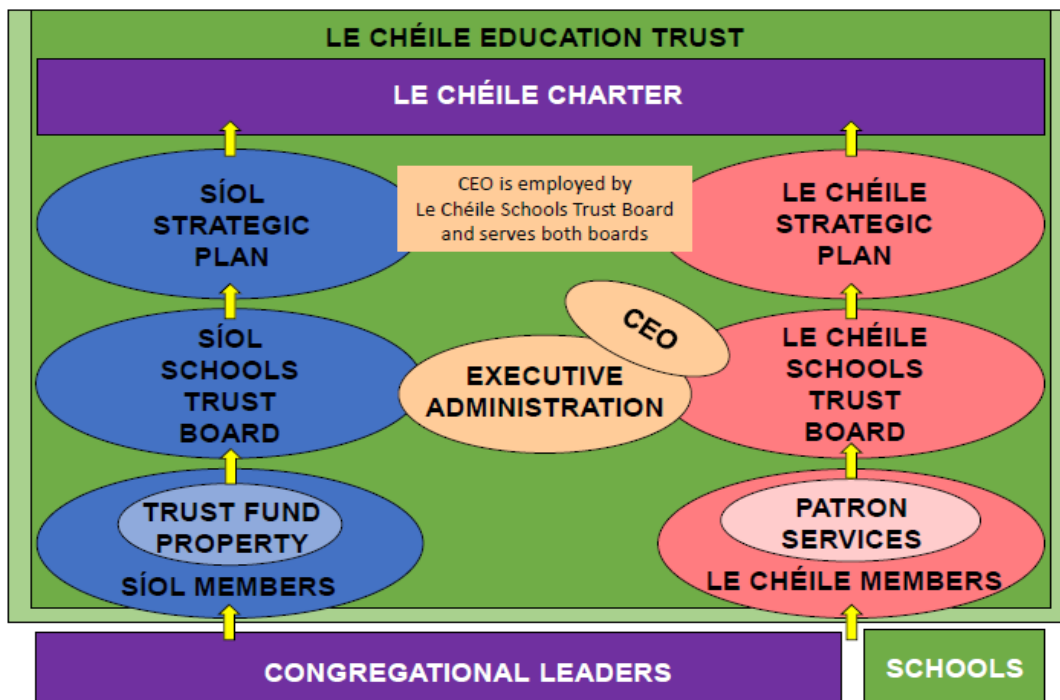 LE CHÉILE EDUCATION TRUST
LE CHÉILE CHARTER
SÍOL
STRATEGIC
PLAN
CEO is employed by
Le Chéile Schools Trust Board
and serves both boards
LE CHÉILE
STRATEGIC
PLAN
SÍOL
SCHOOLS
TRUST
BOARD
CEO
EXECUTIVE
ADMINISTRATION
LE CHÉILE
SCHOOLS
TRUST
BOARD
TRUST FUND
PROPERTY
SÍOL MEMBERS
PATRON
SERVICES
LE CHÉILE MEMBERS
CONGREGATIONAL LEADERS
SCHOOLS